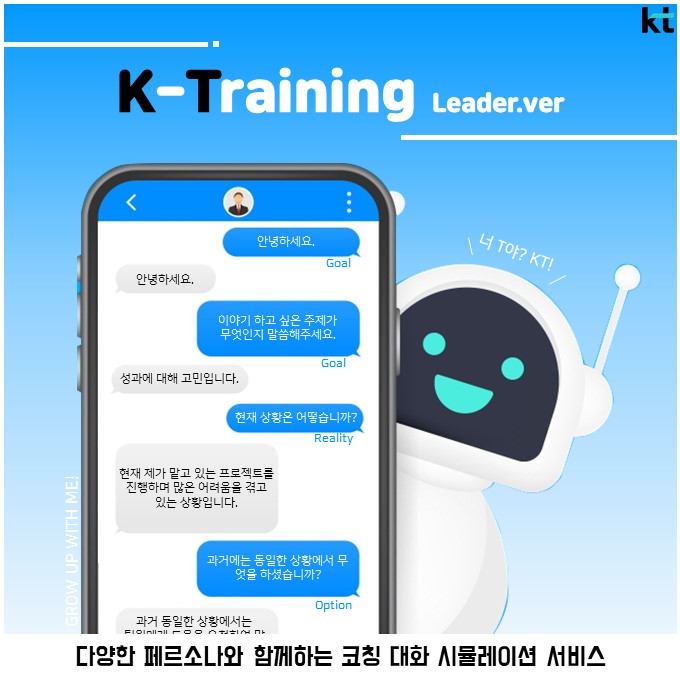 kt
K-Training Leader.ver
너 T야? KT!
안녕하세요.
Goal
안녕하세요.
이야기 하고 싶은 주제가
무엇인지 말씀해주세요.
Goal
성과에 대해 고민입니다.
현재 상황은 어떻습니까?
Reality
현재 제가 맡고 있는 프로젝트를
진행하며 많은 어려움을 겪고
있는 상황입니다.
과거에는 동일한 상황에서 무
엇을 하셨습니까?
Option
과거 동일한 상황에서는
GROW UP WITH ME!
다양한 페르소나와 함께하는 코칭 대화 시뮬레이션 서비스